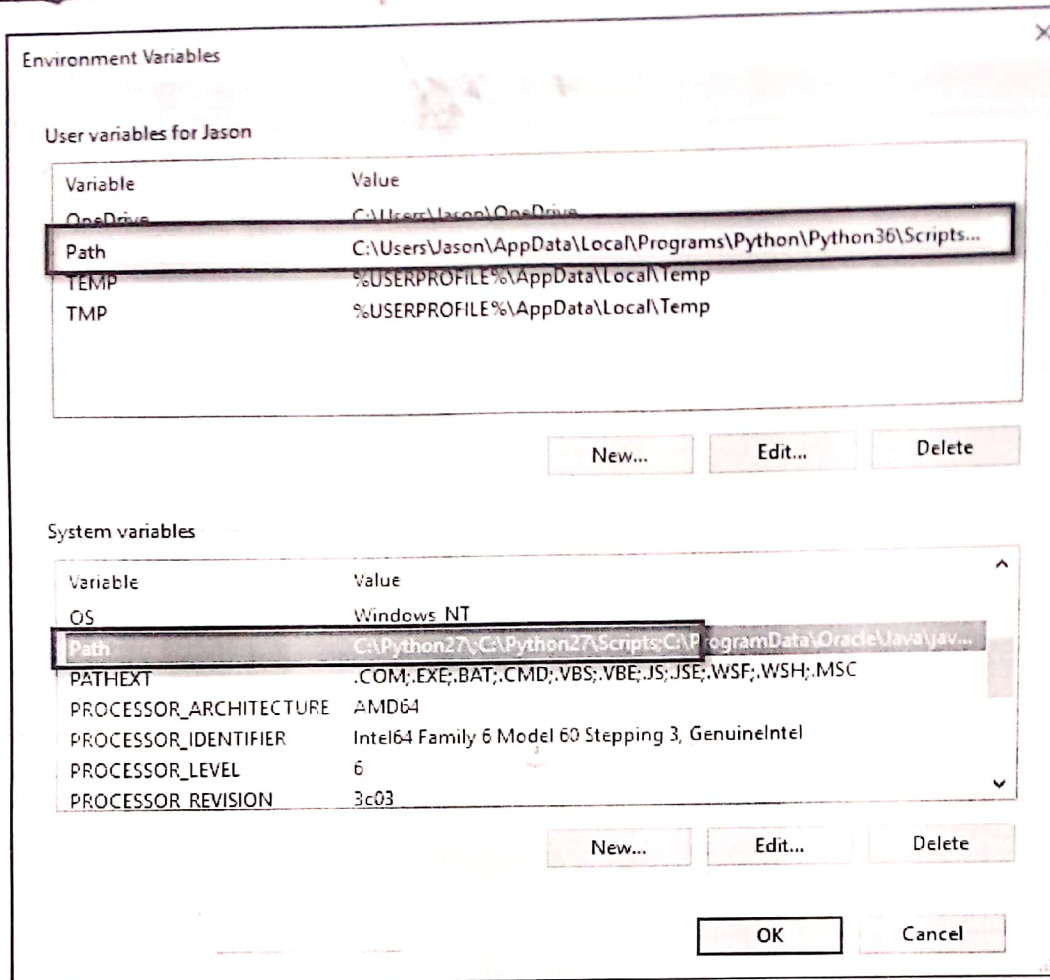 Environment Variables
User variables for Jason
Variable Value
OneDrive C:\Users\Jason\OneDrive
Path C:\Users\Jason\AppData\Local\Programs\Python\Python36\Scripts...
TEMP %USERPROFILE%\AppData\Local\Temp
TMP %USERPROFILE%\AppData\Local\Temp
New... Edit... Delete
System variables
Variable Value
OS Windows_NT
Path C:\Python27\;C:\Python27\Scripts;C:\ProgramData\Oracle\Java\jav...
PATHEXT .COM;.EXE;.BAT;.CMD;.VBS;.VBE;.JS;.JSE;.WSF;.WSH;.MSC
PROCESSOR_ARCHITECTURE AMD64
PROCESSOR_IDENTIFIER Intel64 Family 6 Model 60 Stepping 3, GenuineIntel
PROCESSOR_LEVEL 6
PROCESSOR_REVISION 3c03
New... Edit... Delete
OK Cancel